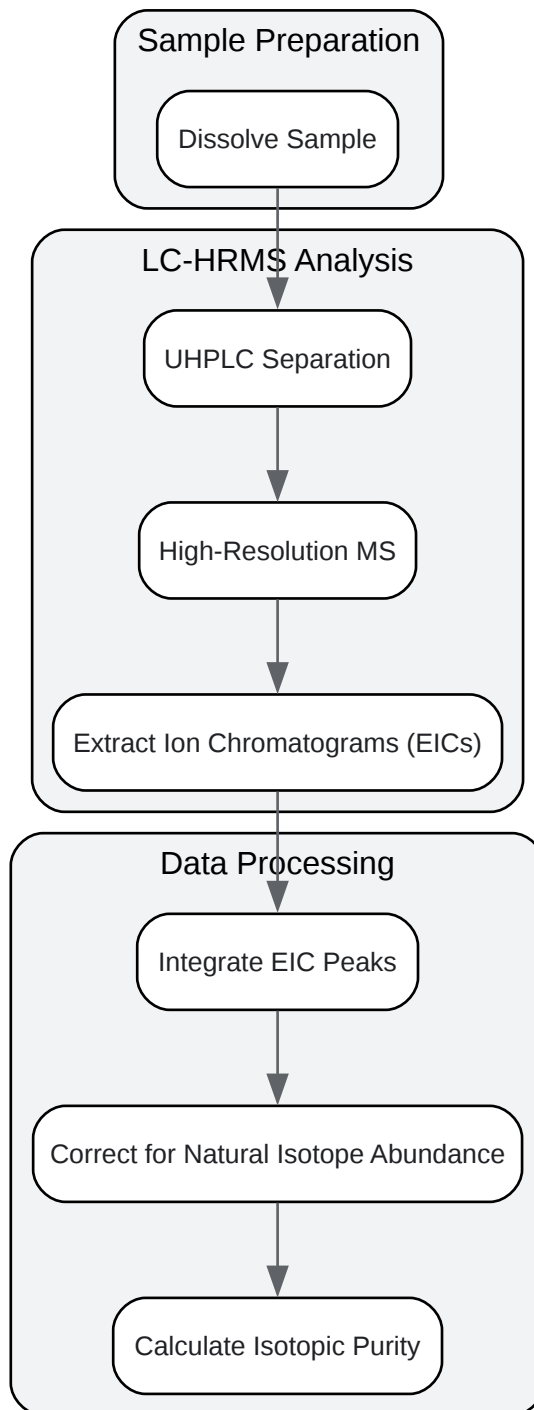 Sample Preparation
Dissolve Sample
LC-HRMS Analysis
UHPLC Separation
High-Resolution MS
Extract Ion Chromatograms (EICs)
Data Processing
Integrate EIC Peaks
Correct for Natural Isotope Abundance
Calculate Isotopic Purity